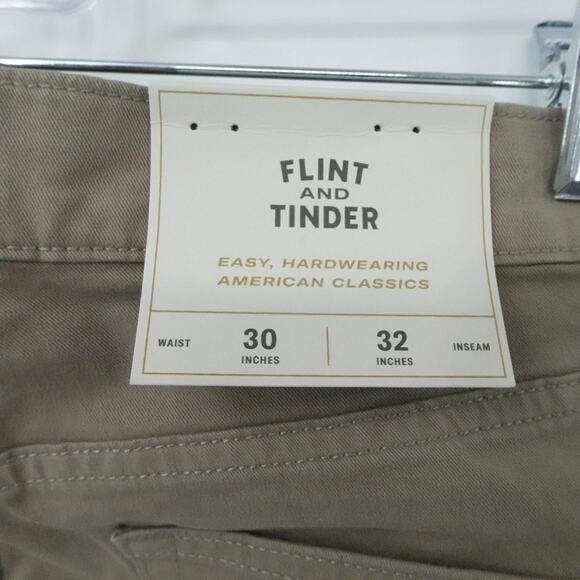 FLINT
AND
TINDER
EASY, HARDWEARING
AMERICAN CLASSICS
WAIST 30 INCHES 32 INCHES INSEAM